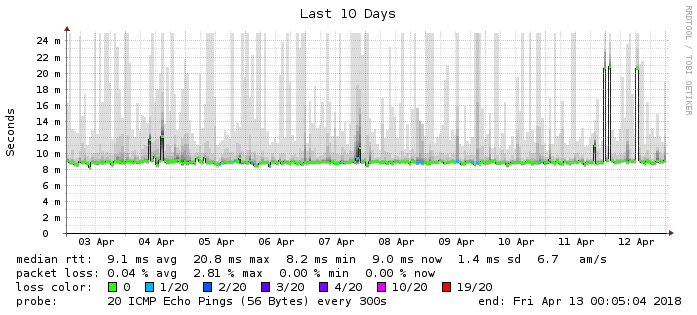 Last 10 Days
RRDTOOL / TOBI OETIKER
Seconds
24 m
22 m
20 m
18 m
16 m
14 m
12 m
10 m
8 m
6 m
4 m
2 m
0
03 Apr 04 Apr 05 Apr 06 Apr 07 Apr 08 Apr 09 Apr 10 Apr 11 Apr 12 Apr
median rtt: 9.1 ms avg 20.8 ms max 8.2 ms min 9.0 ms now 1.4 ms sd 6.7 am/s
packet loss: 0.04 % avg 2.81 % max 0.00 % min 0.00 % now
loss color: 0 1/20 2/20 3/20 4/20 10/20 19/20
probe: 20 ICMP Echo Pings (56 Bytes) every 300s end: Fri Apr 13 00:05:04 2018